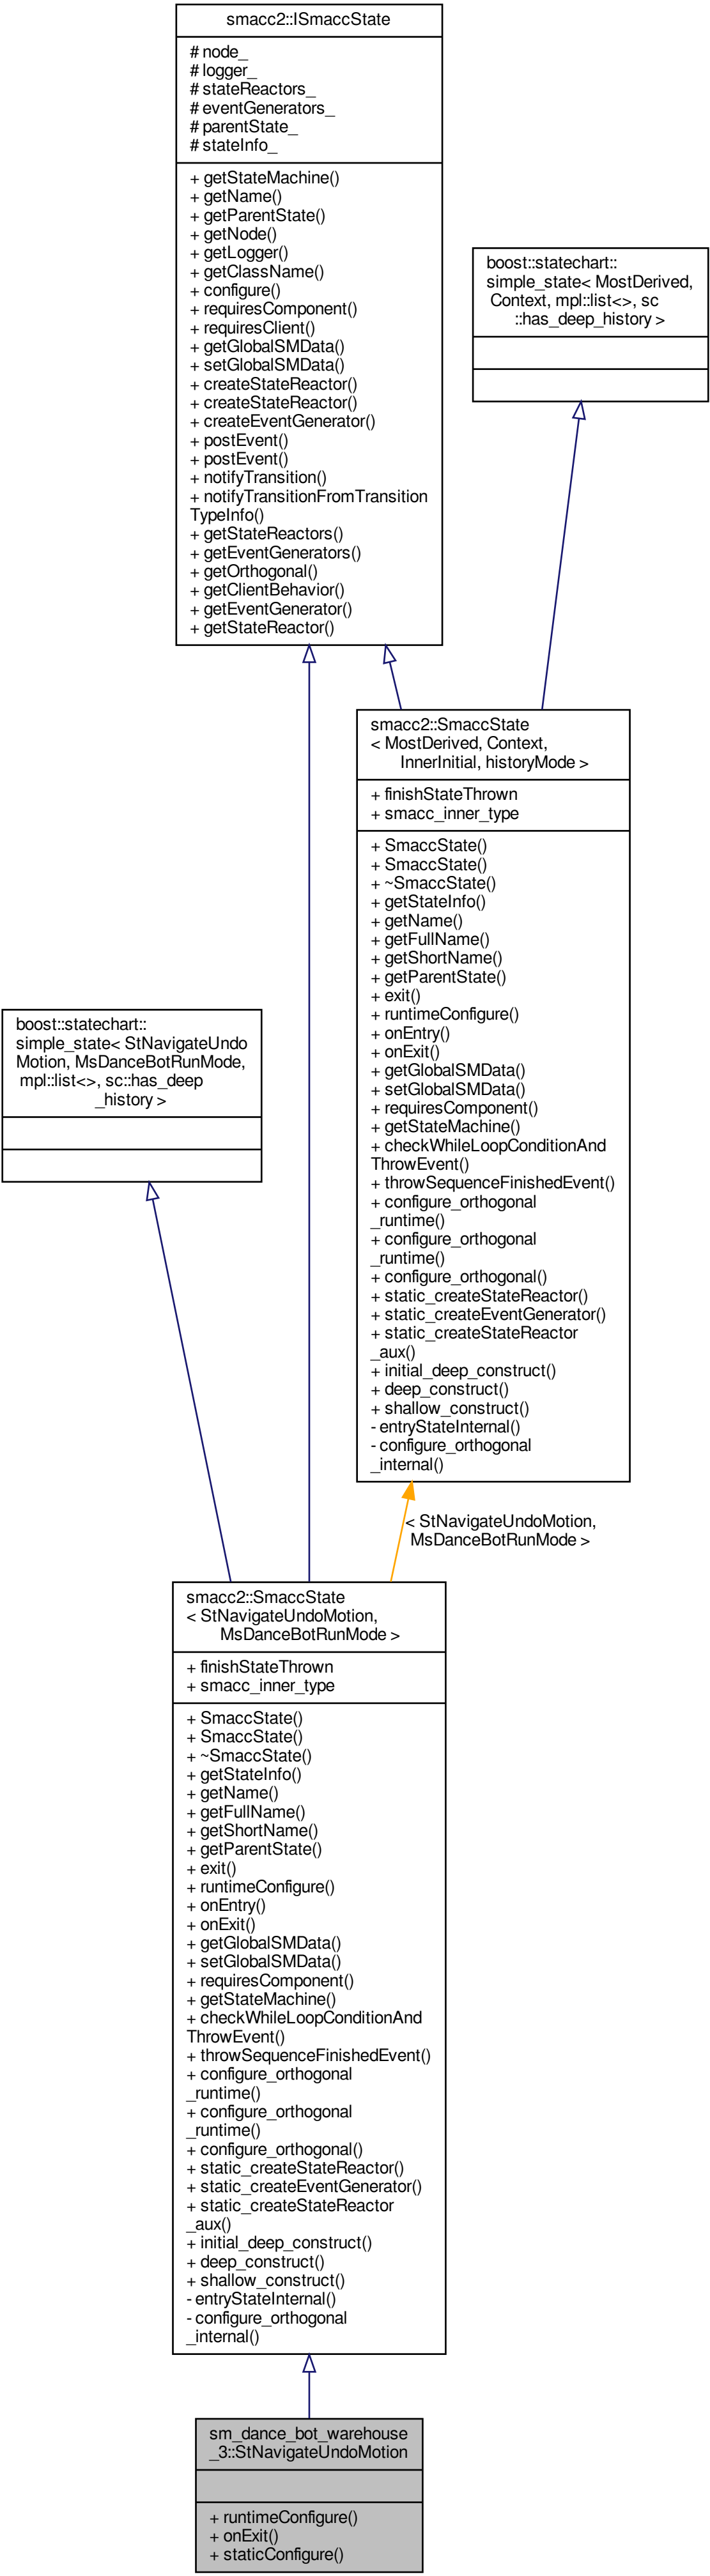 smacc2::ISmaccState
# node_
# logger_
# stateReactors_
# eventGenerators_
# parentState_
# stateInfo_
+ getStateMachine()
+ getName()
+ getParentState()
+ getNode()
+ getLogger()
+ getClassName()
+ configure()
+ requiresComponent()
+ requiresClient()
+ getGlobalSMData()
+ setGlobalSMData()
+ createStateReactor()
+ createStateReactor()
+ createEventGenerator()
+ postEvent()
+ postEvent()
+ notifyTransition()
+ notifyTransitionFromTransition
TypeInfo()
+ getStateReactors()
+ getEventGenerators()
+ getOrthogonal()
+ getClientBehavior()
+ getEventGenerator()
+ getStateReactor()
boost::statechart::
simple_state< MostDerived,
Context, mpl::list<>, sc
::has_deep_history >
smacc2::SmaccState
< MostDerived, Context,
InnerInitial, historyMode >
+ finishStateThrown
+ smacc_inner_type
+ SmaccState()
+ SmaccState()
+ ~SmaccState()
+ getStateInfo()
+ getName()
+ getFullName()
+ getShortName()
+ getParentState()
+ exit()
+ runtimeConfigure()
+ onEntry()
+ onExit()
+ getGlobalSMData()
+ setGlobalSMData()
+ requiresComponent()
+ getStateMachine()
+ checkWhileLoopConditionAnd
ThrowEvent()
+ throwSequenceFinishedEvent()
+ configure_orthogonal
_runtime()
+ configure_orthogonal
_runtime()
+ configure_orthogonal()
+ static_createStateReactor()
+ static_createEventGenerator()
+ static_createStateReactor
_aux()
+ initial_deep_construct()
+ deep_construct()
+ shallow_construct()
- entryStateInternal()
- configure_orthogonal
_internal()
boost::statechart::
simple_state< StNavigateUndo
Motion, MsDanceBotRunMode,
mpl::list<>, sc::has_deep
_history >
< StNavigateUndoMotion,
MsDanceBotRunMode >
smacc2::SmaccState
< StNavigateUndoMotion,
MsDanceBotRunMode >
+ finishStateThrown
+ smacc_inner_type
+ SmaccState()
+ SmaccState()
+ ~SmaccState()
+ getStateInfo()
+ getName()
+ getFullName()
+ getShortName()
+ getParentState()
+ exit()
+ runtimeConfigure()
+ onEntry()
+ onExit()
+ getGlobalSMData()
+ setGlobalSMData()
+ requiresComponent()
+ getStateMachine()
+ checkWhileLoopConditionAnd
ThrowEvent()
+ throwSequenceFinishedEvent()
+ configure_orthogonal
_runtime()
+ configure_orthogonal
_runtime()
+ configure_orthogonal()
+ static_createStateReactor()
+ static_createEventGenerator()
+ static_createStateReactor
_aux()
+ initial_deep_construct()
+ deep_construct()
+ shallow_construct()
- entryStateInternal()
- configure_orthogonal
_internal()
sm_dance_bot_warehouse
_3::StNavigateUndoMotion
+ runtimeConfigure()
+ onExit()
+ staticConfigure()